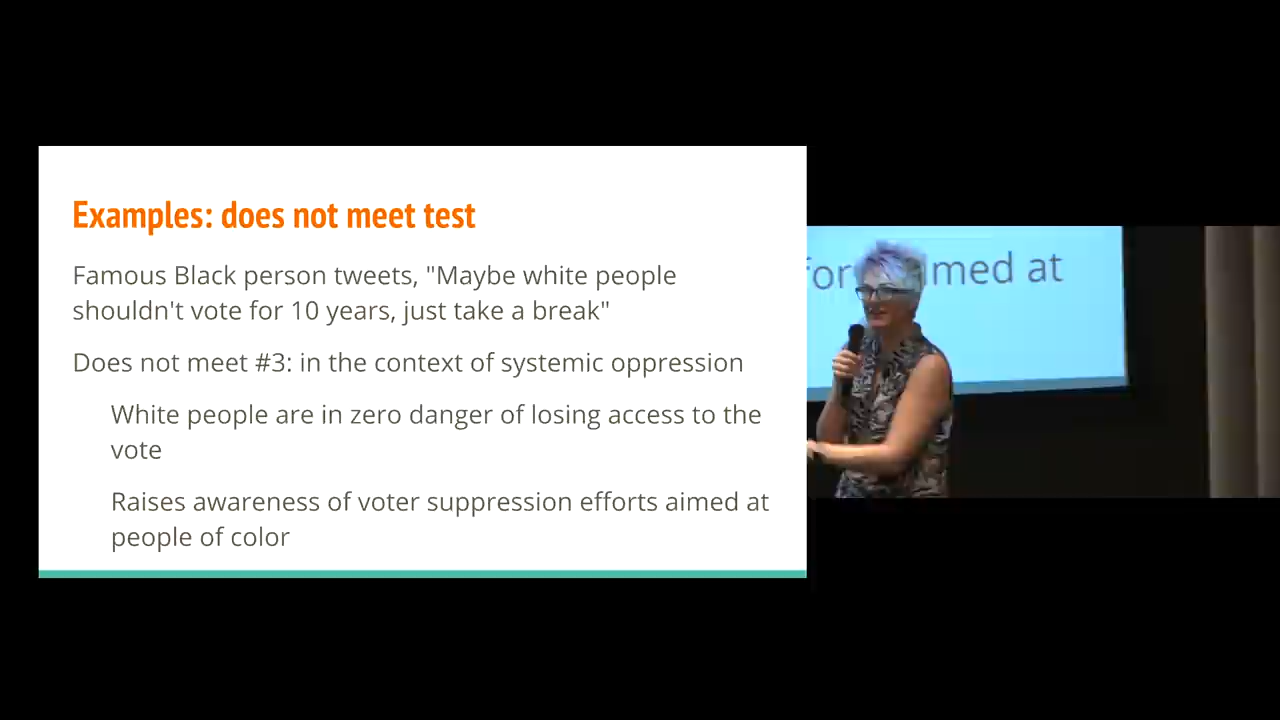 Examples: does not meet test
Famous Black person tweets, "Maybe white people
shouldn't vote for 10 years, just take a break"
Does not meet #3: in the context of systemic oppression
White people are in zero danger of losing access to the
vote
Raises awareness of voter suppression efforts aimed at
people of color
at